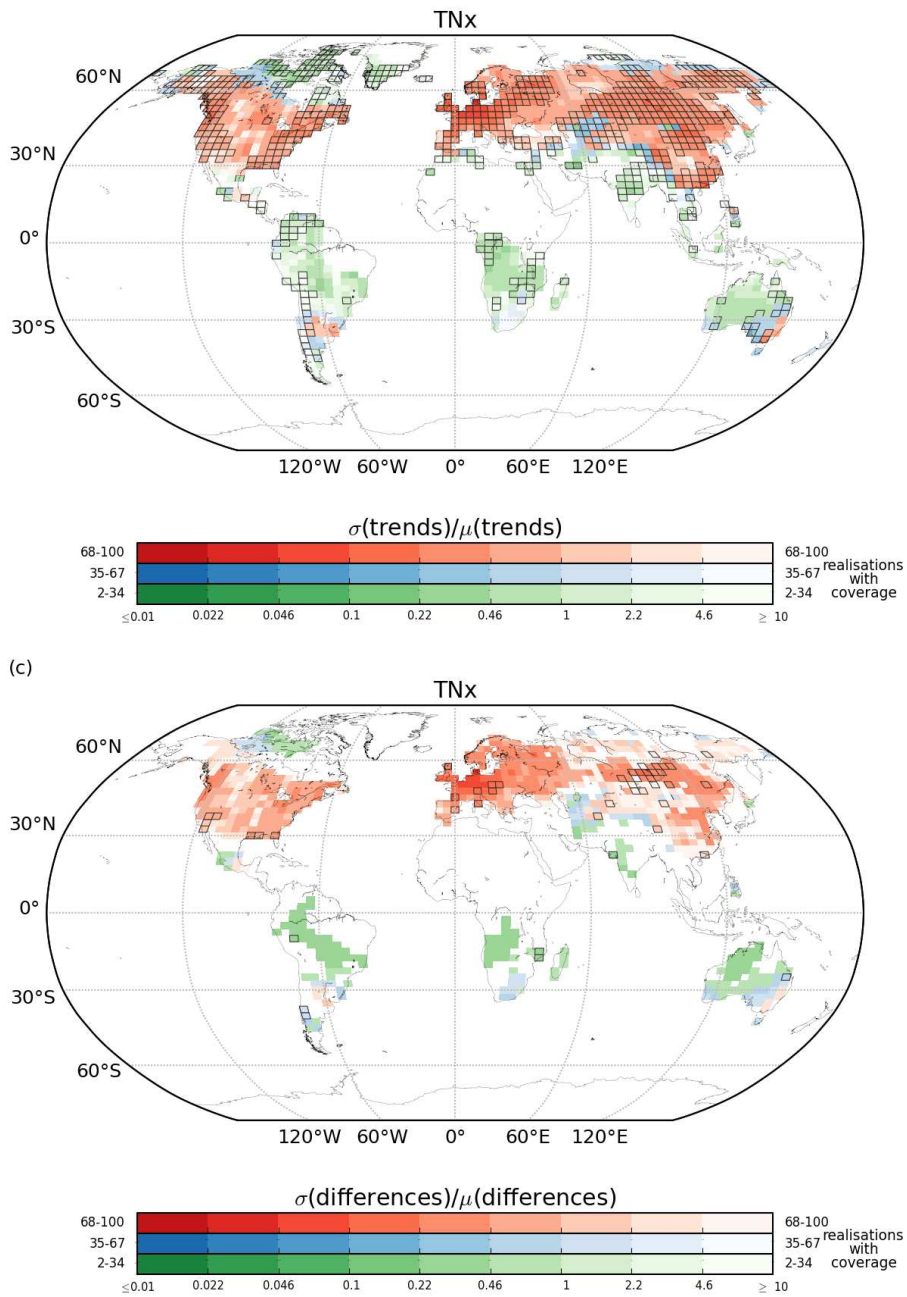 TNx
60°N
30°N
0°
30°S
60°S
120°W 60°W 0° 60°E 120°E
σ(trends)/μ(trends)
68-100 68-100
35-67 35-67
2-34 2-34
realisations
with
coverage
≤0.01 0.022 0.046 0.1 0.22 0.46 1 2.2 4.6 ≥ 10
(c)
TNx
60°N
30°N
0°
30°S
60°S
120°W 60°W 0° 60°E 120°E
σ(differences)/μ(differences)
68-100 68-100
35-67 35-67
2-34 2-34
realisations
with
coverage
≤0.01 0.022 0.046 0.1 0.22 0.46 1 2.2 4.6 ≥ 10